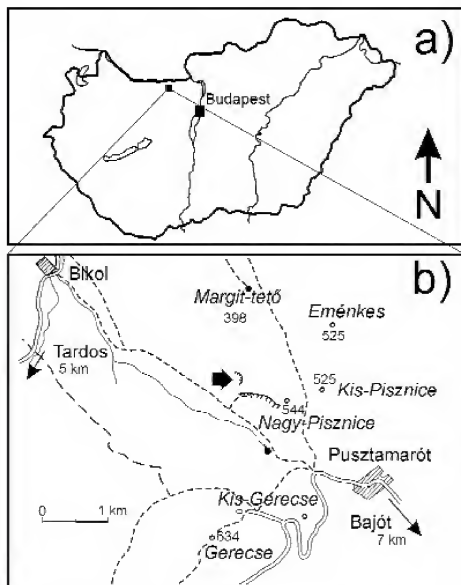 a)
Budapest
N
b)
Bikol
Margit-tető
398
Eménkes
525
Tardos
5 km
525
Kis-Pisznice
544
Nagy-Pisznice
Pusztamarót
Kis-Gerecse
0 1 km
634
Gerecse
Bajót
7 km